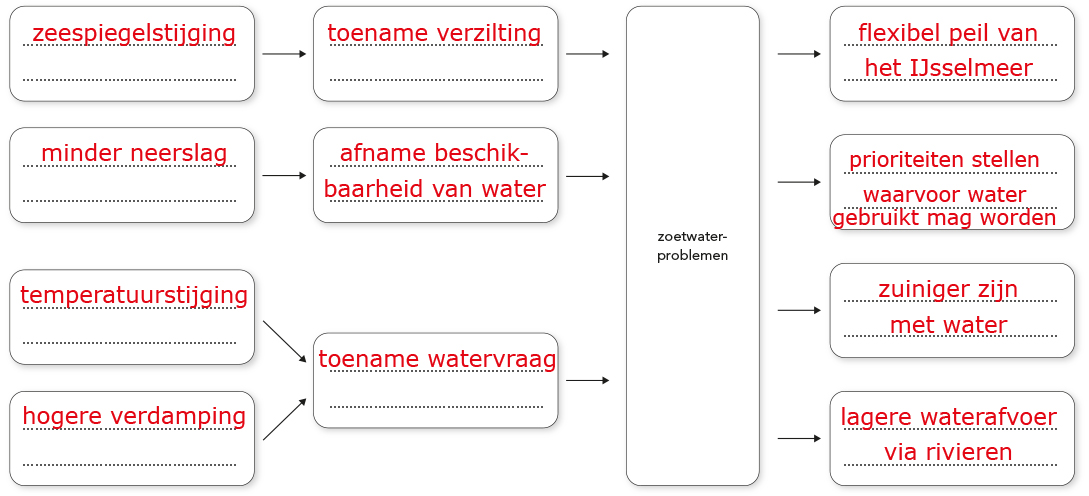 zeespiegelstijging
toename verzilting
flexibel peil van
het IJsselmeer
minder neerslag
afname beschik-
baarheid van water
prioriteiten stellen
waarvoor water
gebruikt mag worden
zoetwater-
problemen
temperatuurstijging
toename watervraag
zuiniger zijn
met water
hogere verdamping
lagere waterafvoer
via rivieren